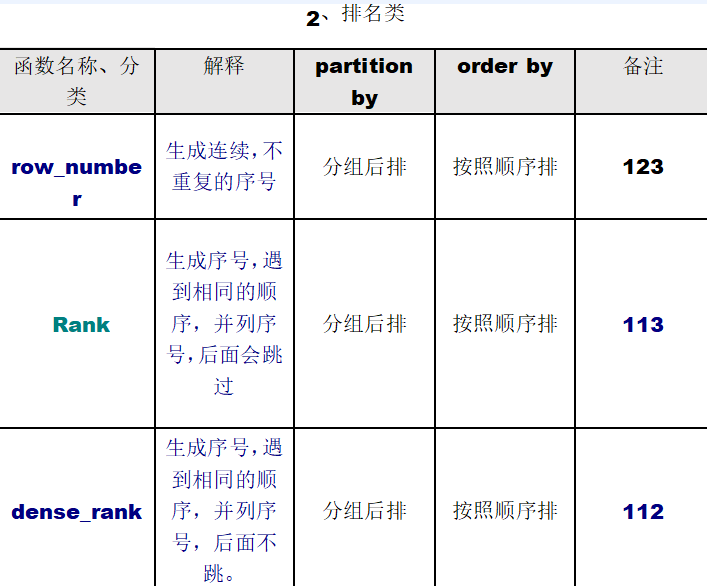 2、排名类
函数名称、分
类
解释
partition
by
order by
备注
row_numbe
r
生成连续，不
重复的序号
分组后排
按照顺序排
123
Rank
生成序号，遇
到相同的顺
序，并列序
号，后面会跳
过
分组后排
按照顺序排
113
dense_rank
生成序号，遇
到相同的顺
序，并列序
号，后面不
跳。
分组后排
按照顺序排
112